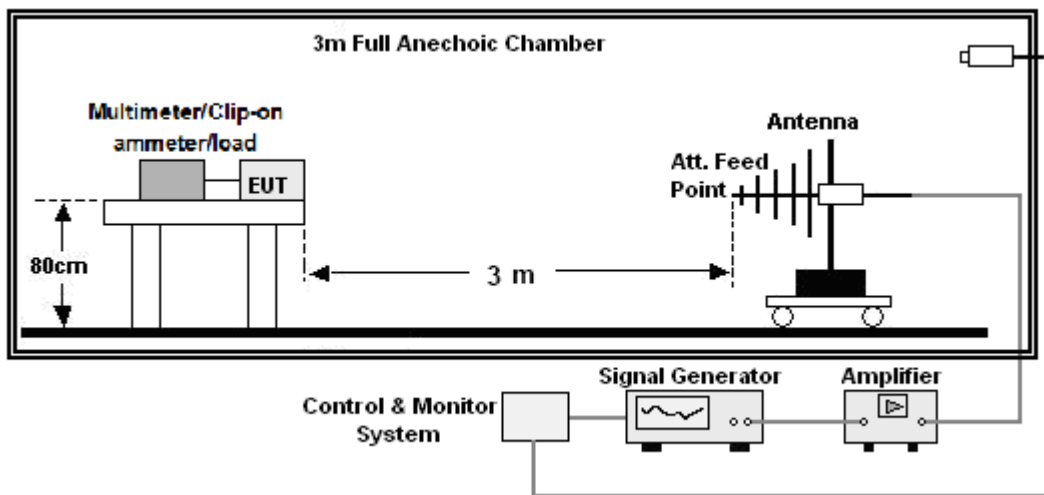 3m Full Anechoic Chamber
Multimeter/Clip-on
ammeter/load
EUT
Antenna
Att. Feed
Point
80cm
3 m
Signal Generator
Amplifier
Control & Monitor
System